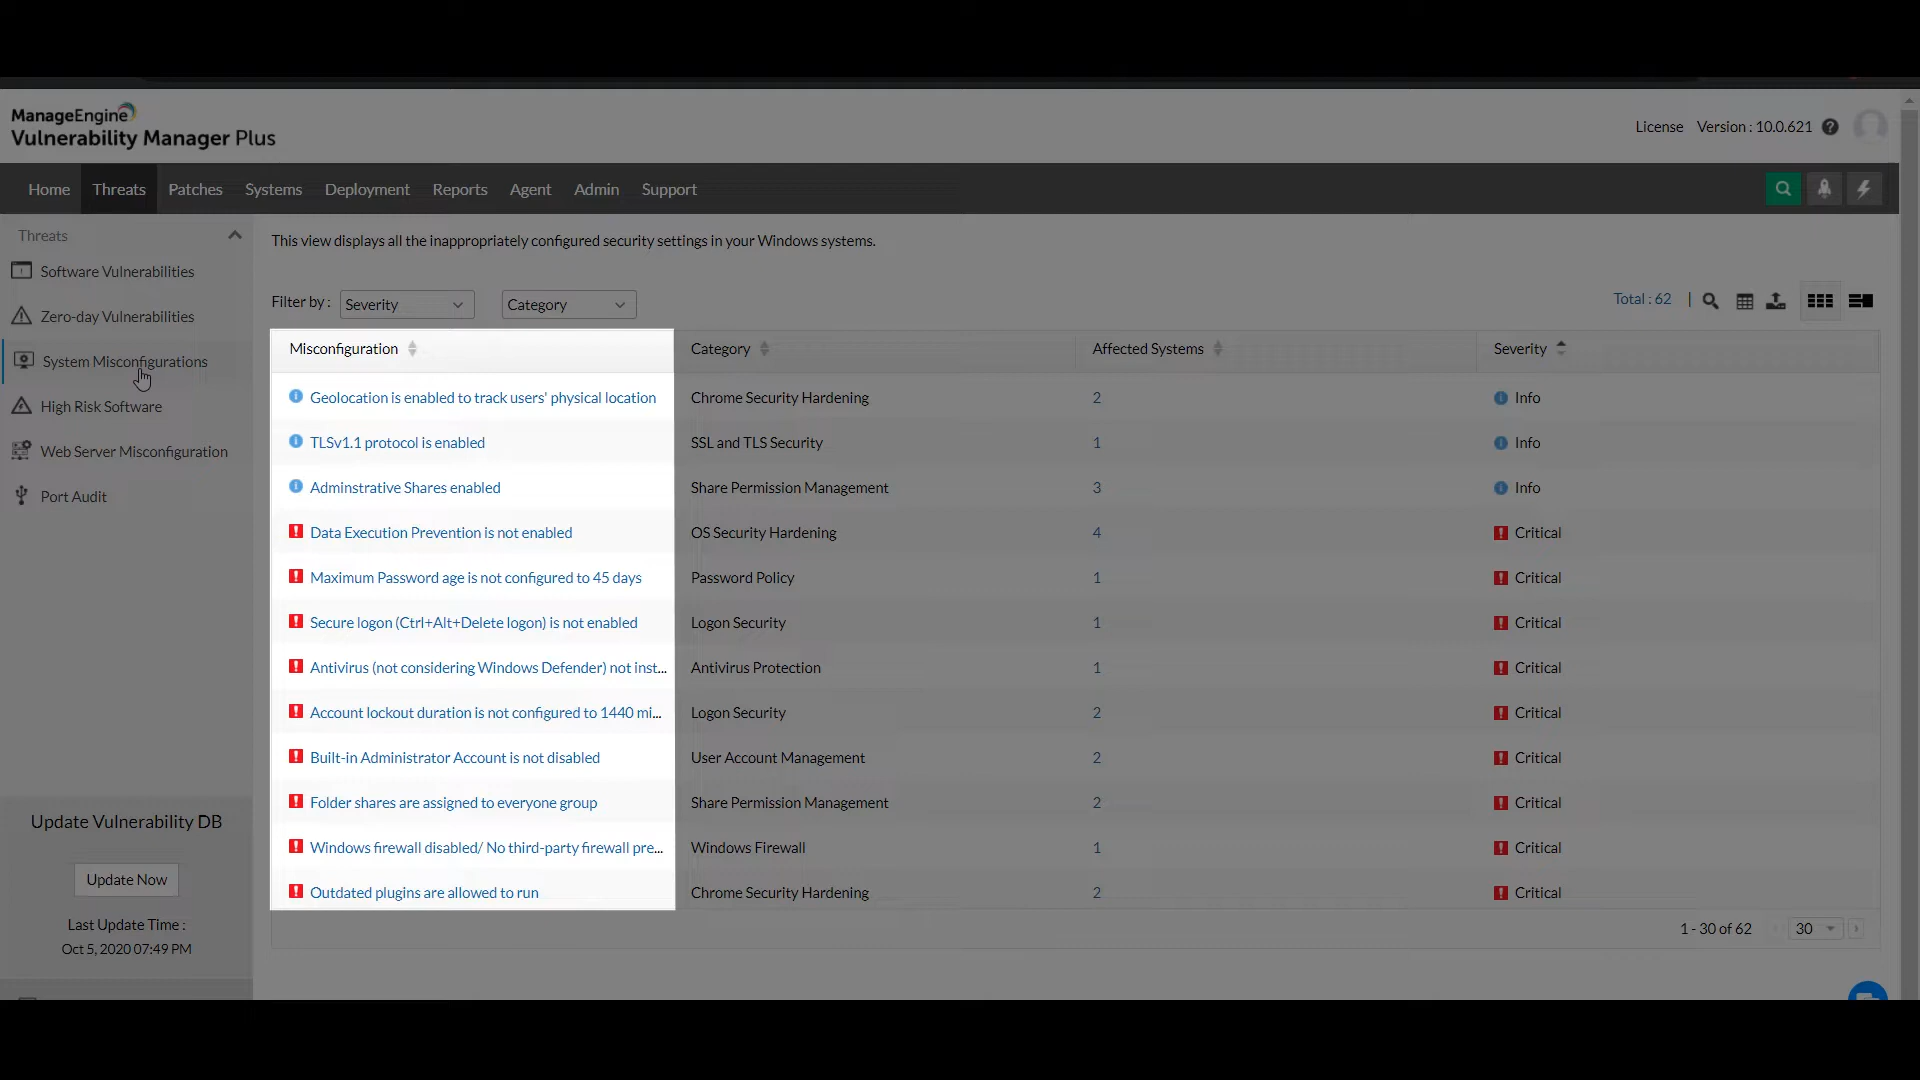 ManageEngine
Vulnerability Manager Plus
License Version : 10.0.621
Home Threats Patches Systems Deployment Reports Agent Admin Support
Threats
Software Vulnerabilities
Zero-day Vulnerabilities
System Misconfigurations
High Risk Software
Web Server Misconfiguration
Port Audit
Update Vulnerability DB
Update Now
Last Update Time :
Oct 5, 2020 07:49 PM
This view displays all the inappropriately configured security settings in your Windows systems.
Filter by : Severity Category Total : 62
Misconfiguration Category Affected Systems Severity
Geolocation is enabled to track users' physical location Chrome Security Hardening 2 Info
TLSv1.1 protocol is enabled SSL and TLS Security 1 Info
Adminstrative Shares enabled Share Permission Management 3 Info
Data Execution Prevention is not enabled OS Security Hardening 4 Critical
Maximum Password age is not configured to 45 days Password Policy 1 Critical
Secure logon (Ctrl+Alt+Delete logon) is not enabled Logon Security 1 Critical
Antivirus (not considering Windows Defender) not inst... Antivirus Protection 1 Critical
Account lockout duration is not configured to 1440 mi... Logon Security 2 Critical
Built-in Administrator Account is not disabled User Account Management 2 Critical
Folder shares are assigned to everyone group Share Permission Management 2 Critical
Windows firewall disabled/ No third-party firewall pre... Windows Firewall 1 Critical
Outdated plugins are allowed to run Chrome Security Hardening 2 Critical
1 - 30 of 62 30